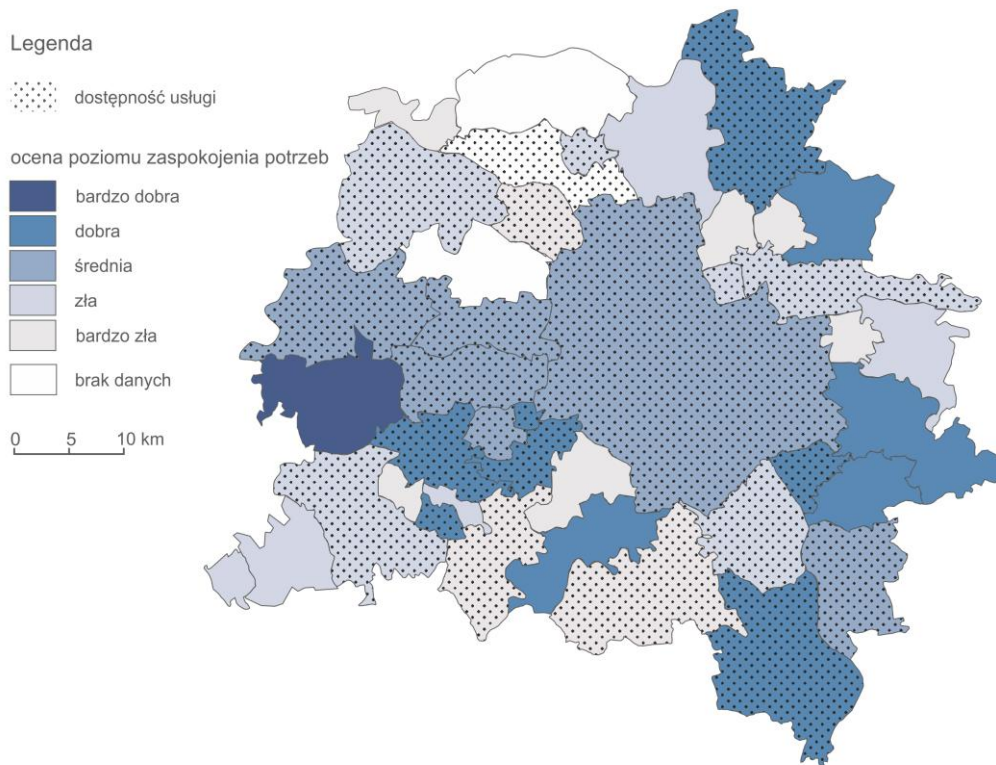 Legenda
dostępność usługi
ocena poziomu zaspokojenia potrzeb
bardzo dobra
dobra
średnia
zła
bardzo zła
brak danych
0 5 10 km